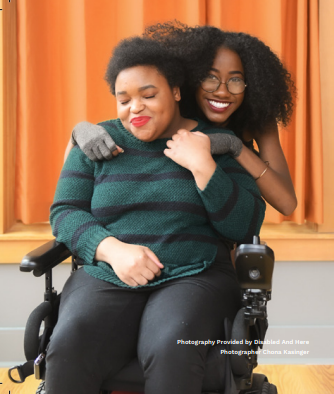 Photography Provided by Disabled And Here
Photographer Chona Kasinger